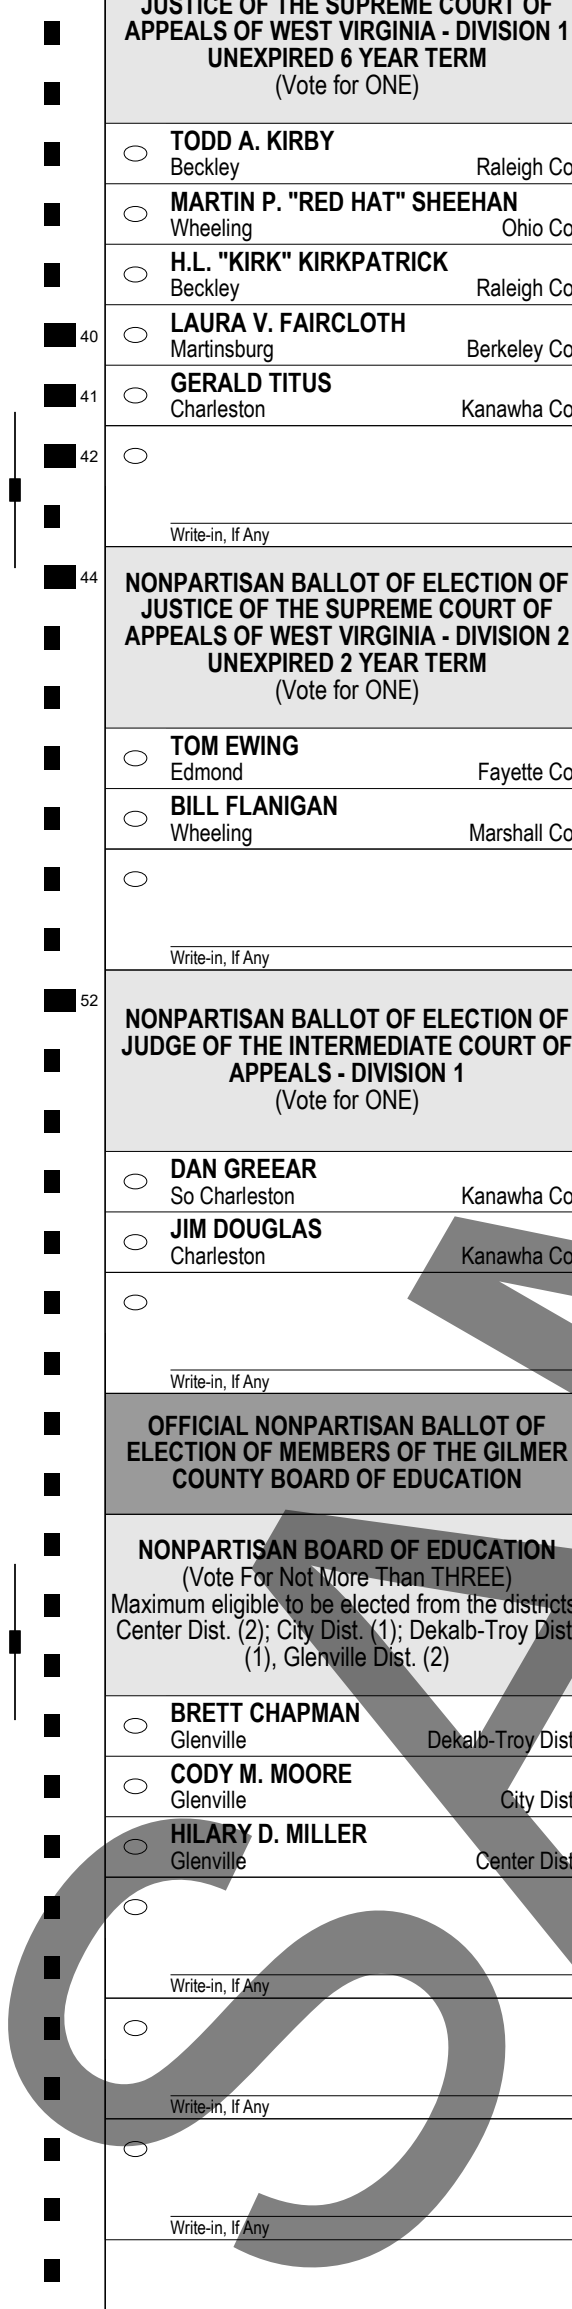 JUSTICE OF THE SUPREME COURT OF
APPEALS OF WEST VIRGINIA - DIVISION 1
UNEXPIRED 6 YEAR TERM
(Vote for ONE)
TODD A. KIRBY
Beckley Raleigh Co
MARTIN P. "RED HAT" SHEEHAN
Wheeling Ohio Co
H.L. "KIRK" KIRKPATRICK
Beckley Raleigh Co
40
LAURA V. FAIRCLOTH
Martinsburg Berkeley Co
41
GERALD TITUS
Charleston Kanawha Co
42
Write-in, If Any
44
NONPARTISAN BALLOT OF ELECTION OF
JUSTICE OF THE SUPREME COURT OF
APPEALS OF WEST VIRGINIA - DIVISION 2
UNEXPIRED 2 YEAR TERM
(Vote for ONE)
TOM EWING
Edmond Fayette Co
BILL FLANIGAN
Wheeling Marshall Co
Write-in, If Any
52
NONPARTISAN BALLOT OF ELECTION OF
JUDGE OF THE INTERMEDIATE COURT OF
APPEALS - DIVISION 1
(Vote for ONE)
DAN GREEAR
So Charleston Kanawha Co
JIM DOUGLAS
Charleston Kanawha Co
Write-in, If Any
OFFICIAL NONPARTISAN BALLOT OF
ELECTION OF MEMBERS OF THE GILMER
COUNTY BOARD OF EDUCATION
NONPARTISAN BOARD OF EDUCATION
(Vote For Not More Than THREE)
Maximum eligible to be elected from the districts
Center Dist. (2); City Dist. (1); Dekalb-Troy Dist
(1), Glenville Dist. (2)
BRETT CHAPMAN
Glenville Dekalb-Troy Dist
CODY M. MOORE
Glenville City Dist
HILARY D. MILLER
Glenville Center Dist
Write-in, If Any
Write-in, If Any
Write-in, If Any